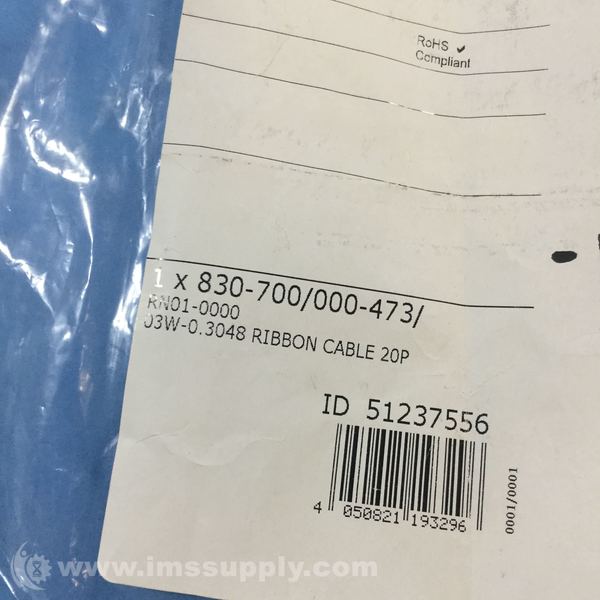 RoHS ✓
Compliant
1 x 830-700/000-473/
RN01-0000
03W-0.3048 RIBBON CABLE 20P
ID 51237556
4 050821 193296
0001/0001
www.imssupply.com